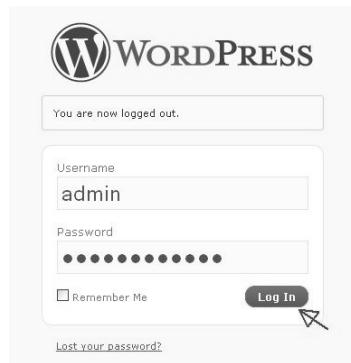 WORDPRESS
You are now logged out.
Username
admin
Password
Remember Me
Log In
Lost your password?